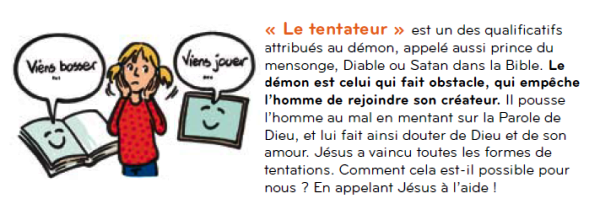 Viens bosser
...
Viens jouer
...
« Le tentateur » est un des qualificatifs
attribués au démon, appelé aussi prince du
mensonge, Diable ou Satan dans la Bible. Le
démon est celui qui fait obstacle, qui empêche
l'homme de rejoindre son créateur. Il pousse
l'homme au mal en mentant sur la Parole de
Dieu, et lui fait ainsi douter de Dieu et de son
amour. Jésus a vaincu toutes les formes de
tentations. Comment cela est-il possible pour
nous ? En appelant Jésus à l'aide !